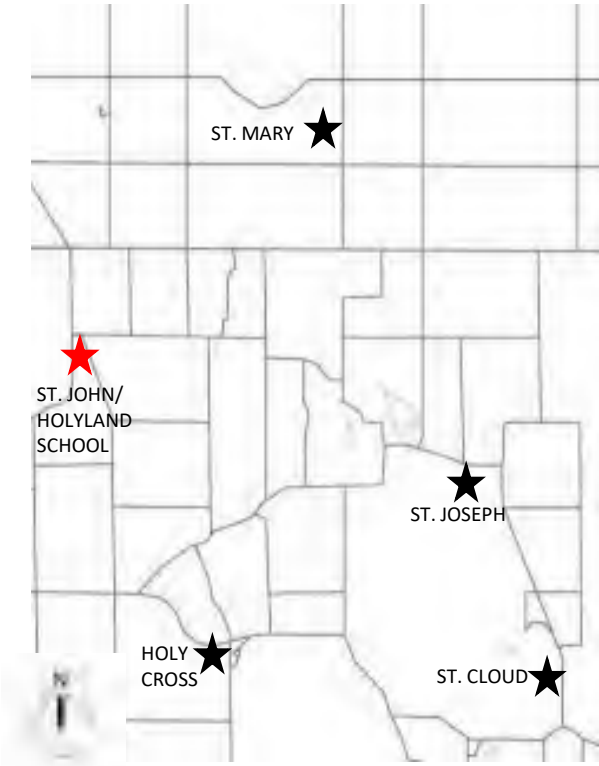 ST. MARY
ST. JOHN/
HOLYLAND
SCHOOL
ST. JOSEPH
HOLY
CROSS
ST. CLOUD
N